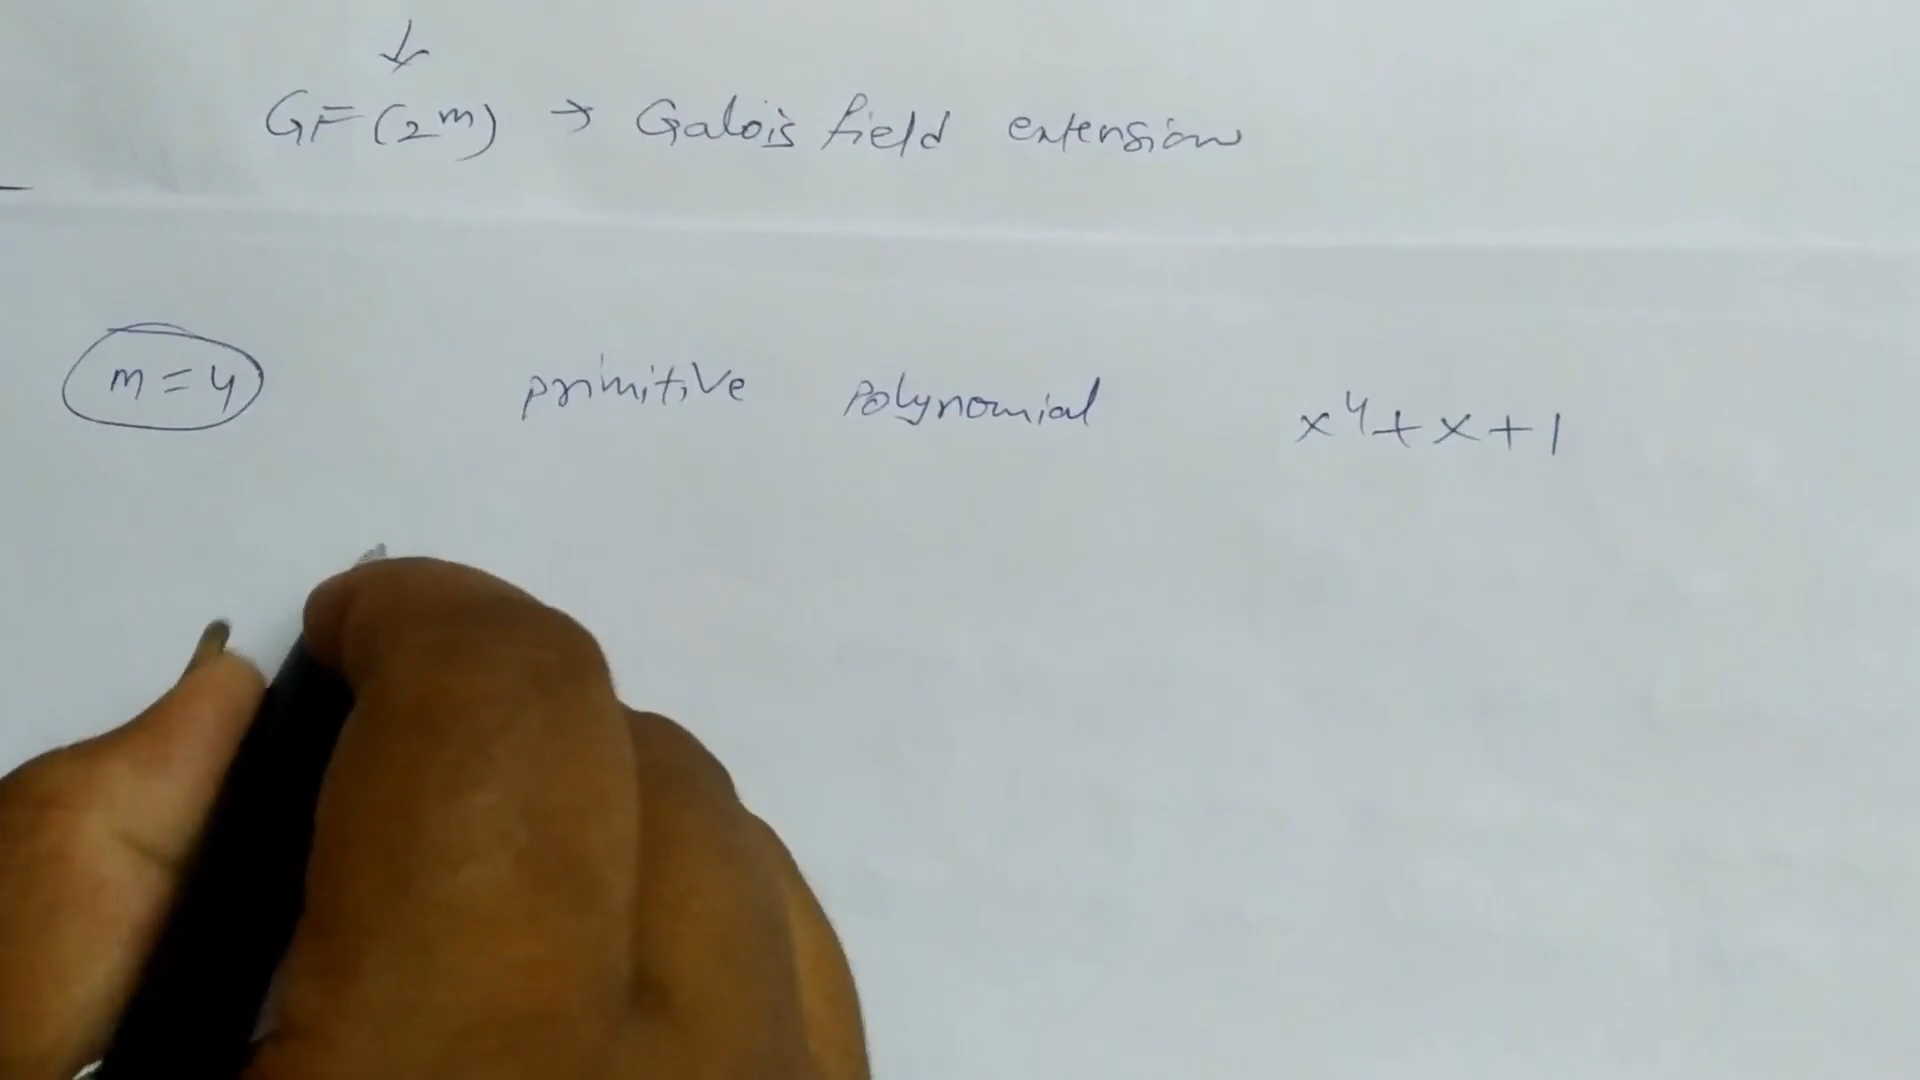 ↓
GF(2^m) → Galois field extension
m = 4 primitive polynomial x^4 + x + 1